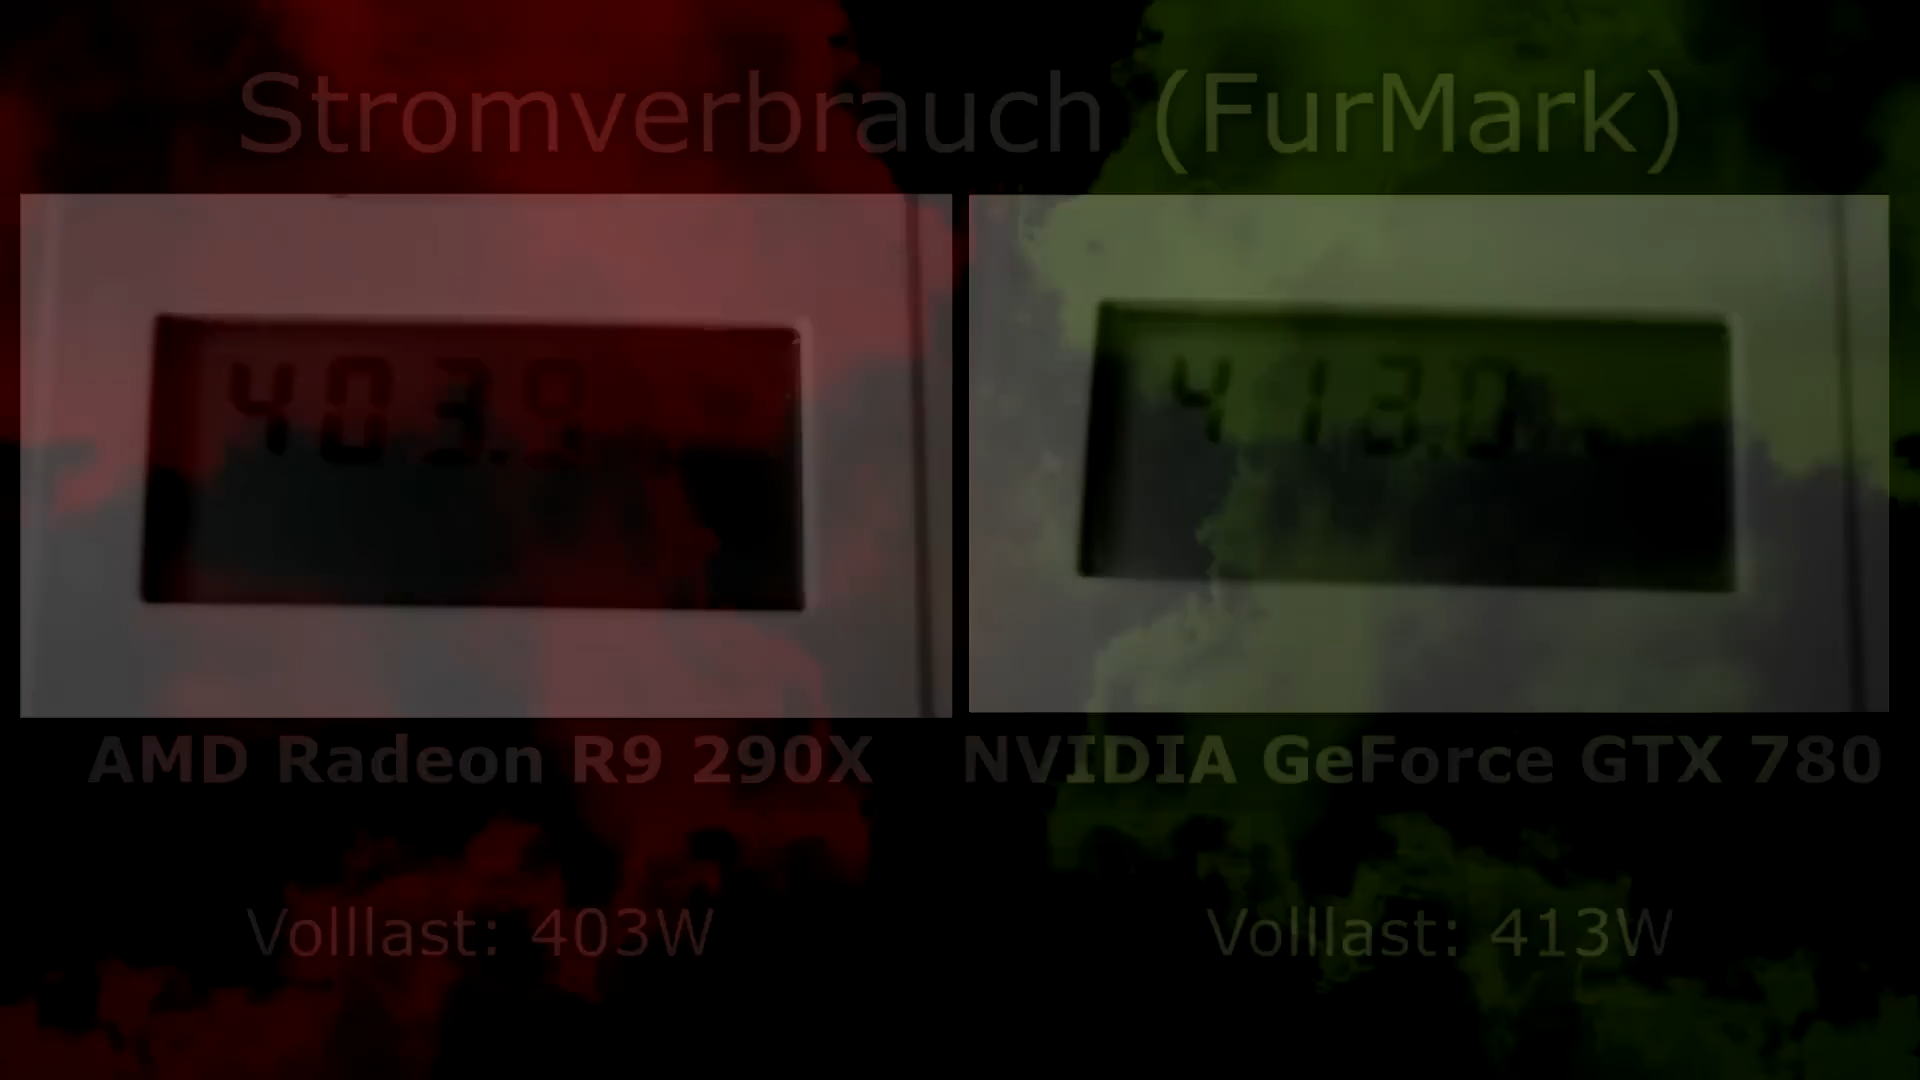 Stromverbrauch (FurMark)
403.9
413.0
AMD Radeon R9 290X
NVIDIA GeForce GTX 780
Volllast: 403W
Volllast: 413W